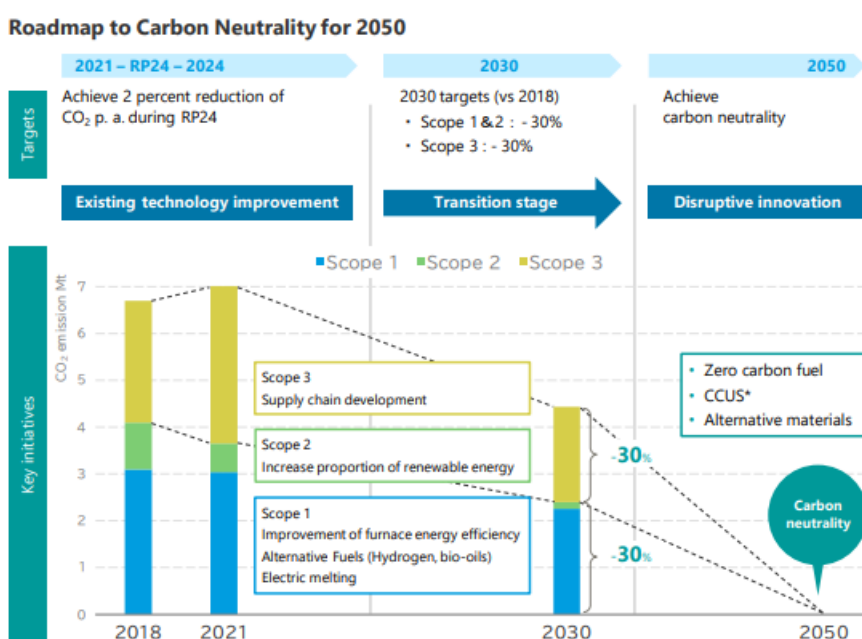 Roadmap to Carbon Neutrality for 2050
2021 – RP24 – 2024
2030
2050
Targets
Achieve 2 percent reduction of
CO₂ p. a. during RP24
2030 targets (vs 2018)
• Scope 1&2 : - 30%
• Scope 3 : - 30%
Achieve
carbon neutrality
Existing technology improvement
Transition stage
Disruptive innovation
Key initiatives
Scope 1 Scope 2 Scope 3
CO₂ emission Mt
7
6
5
4
3
2
1
0
Scope 3
Supply chain development
Scope 2
Increase proportion of renewable energy
Scope 1
Improvement of furnace energy efficiency
Alternative Fuels (Hydrogen, bio-oils)
Electric melting
-30%
-30%
• Zero carbon fuel
• CCUS*
• Alternative materials
Carbon
neutrality
2018
2021
2030
2050